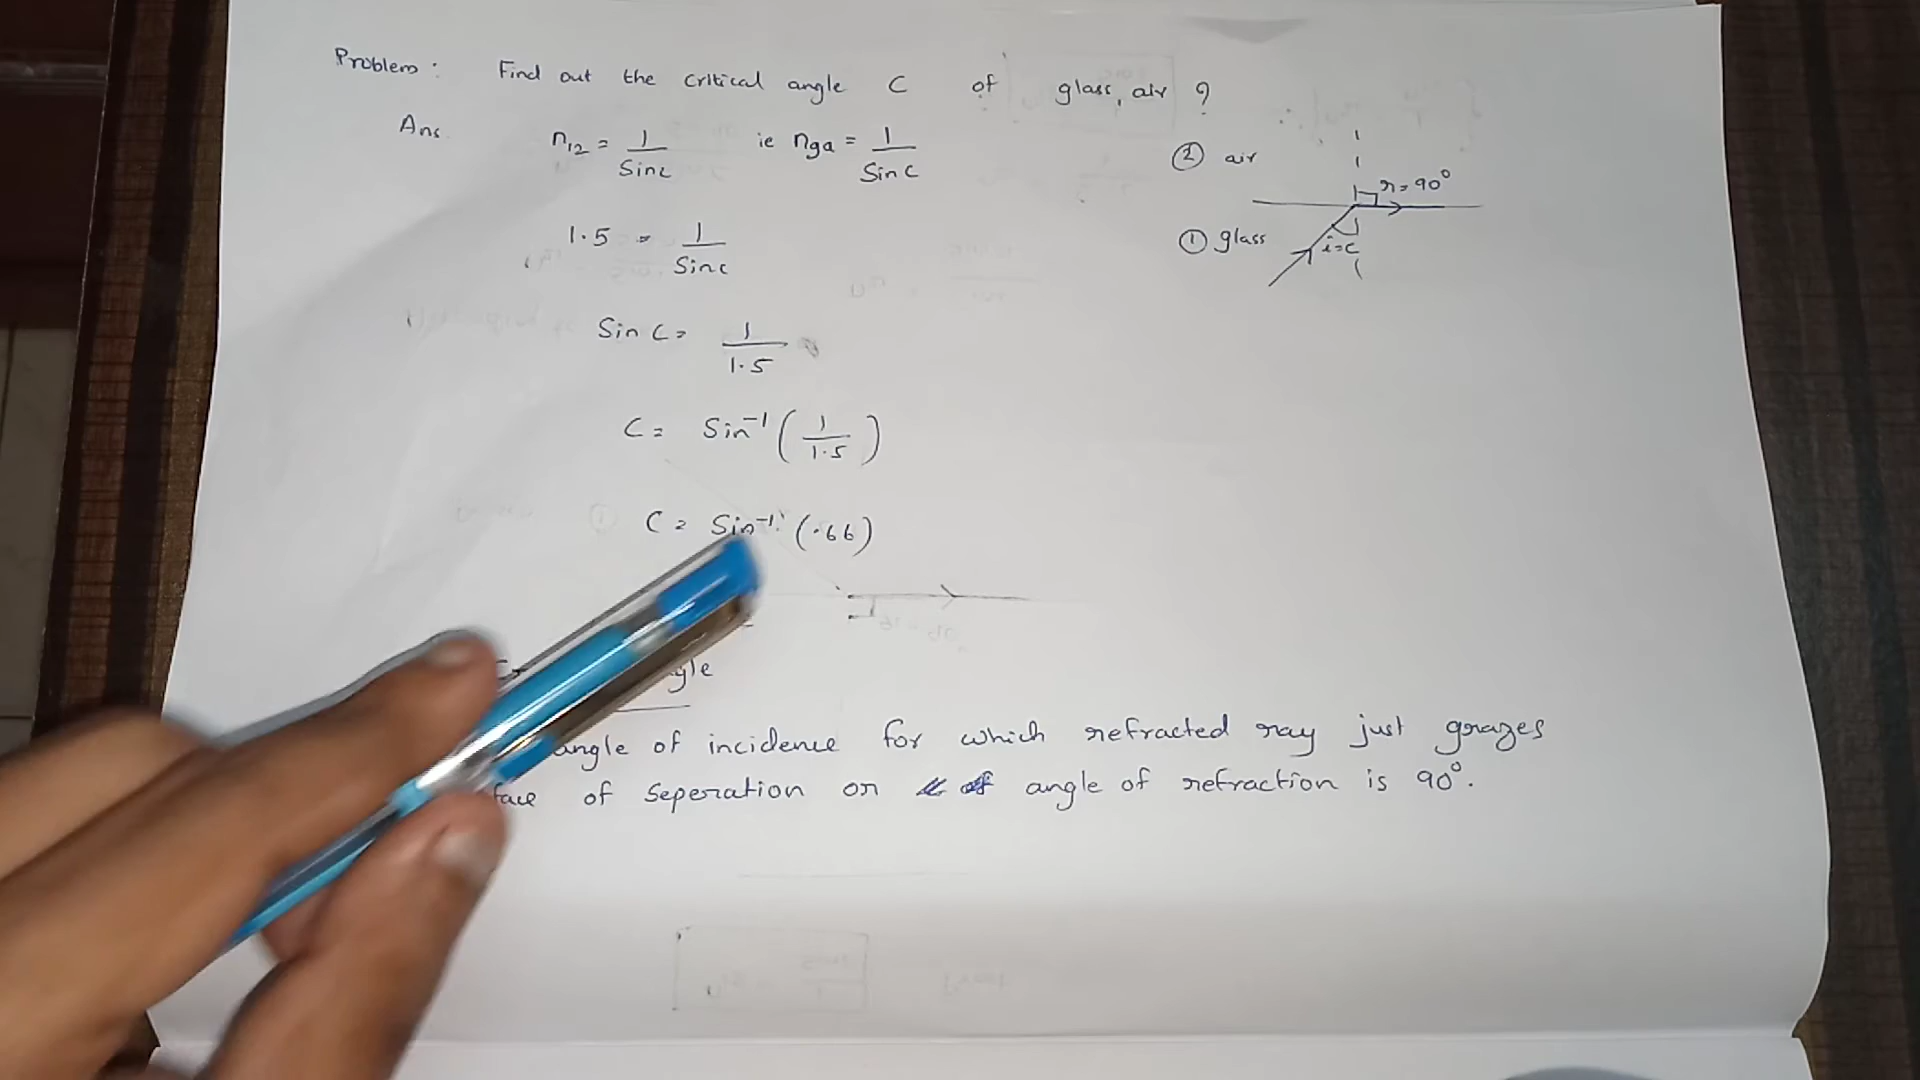 Problem : Find out the critical angle C of glass, air ?
Ans. n12 = 1/Sinc ie nga = 1/Sin C
② air
r = 90°
① glass
i = c
1.5 = 1/Sinc
Sin C = 1/1.5
C = Sin⁻¹ (1/1.5)
C = Sin⁻¹ (.66)
angle of incidence for which refracted ray just grazes
of Seperation or angle of refraction is 90°.